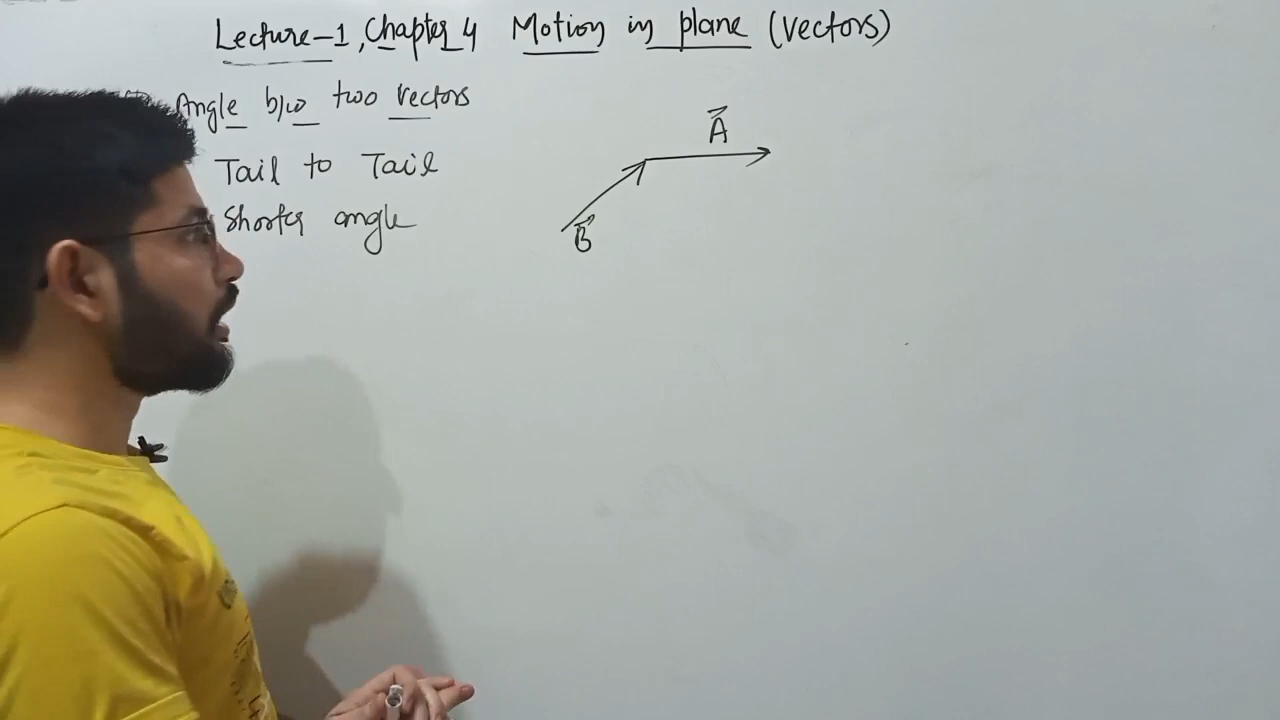 Lecture-1, Chapter 4 Motion in plane (vectors)
Angle b/w two vectors
Tail to Tail
Shorter angle
A
B